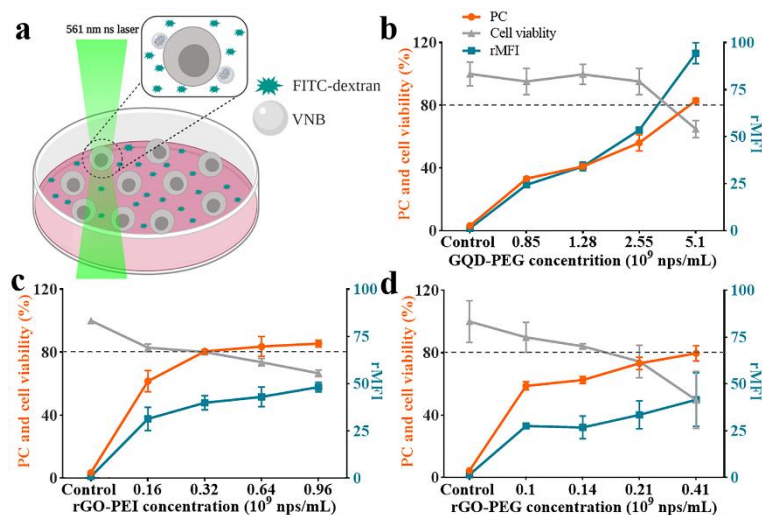 a
561 nm ns laser
FITC-dextran
VNB
b
PC
Cell viablity
rMFI
PC and cell viability (%)
120
80
40
0
100
75
50
25
0
rMFI
Control 0.85 1.28 2.55 5.1
GQD-PEG concentrition (10⁹ nps/mL)
c
PC and cell viability (%)
120
80
40
0
100
75
50
25
0
rMFI
Control 0.16 0.32 0.64 0.96
rGO-PEI concentration (10⁹ nps/mL)
d
PC and cell viability (%)
120
80
40
0
100
75
50
25
0
rMFI
Control 0.1 0.14 0.21 0.41
rGO-PEG concentration (10⁹ nps/mL)